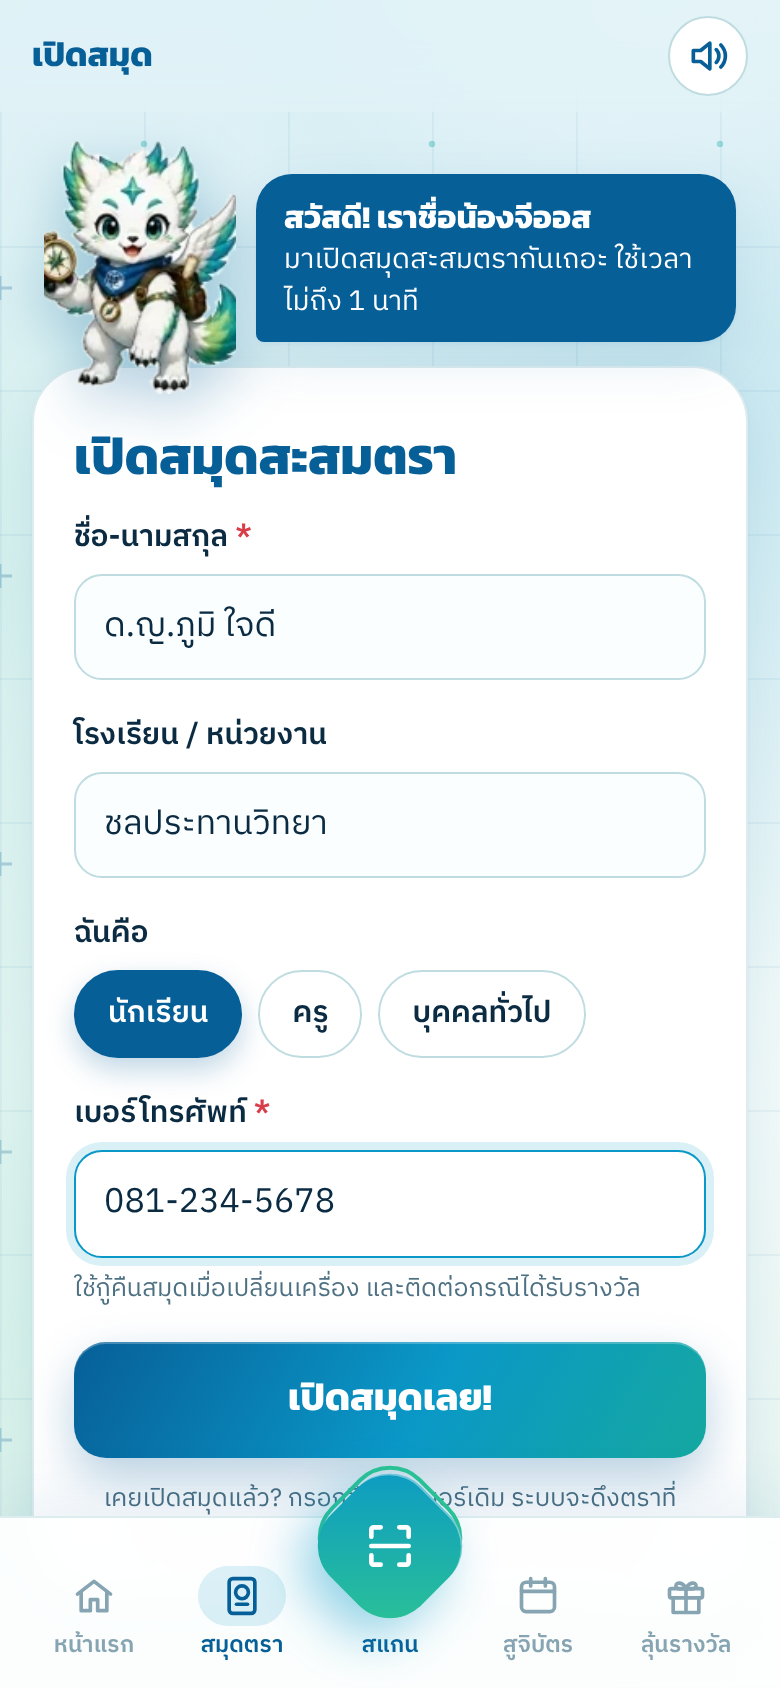 เปิดสมุด
สวัสดี! เราชื่อน้องจีออส
มาเปิดสมุดสะสมตรากันเถอะ ใช้เวลา
ไม่ถึง 1 นาที
เปิดสมุดสะสมตรา
ชื่อ-นามสกุล *
ด.ญ.ภูมิ ใจดี
โรงเรียน / หน่วยงาน
ชลประทานวิทยา
ฉันคือ
นักเรียน ครู บุคคลทั่วไป
เบอร์โทรศัพท์ *
081-234-5678
ใช้กู้คืนสมุดเมื่อเปลี่ยนเครื่อง และติดต่อกรณีได้รับรางวัล
เปิดสมุดเลย!
เคยเปิดสมุดแล้ว? เดิม ระบบจะดึงตราที่
หน้าแรก สมุดตรา สแกน สูจิบัตร ลุ้นรางวัล